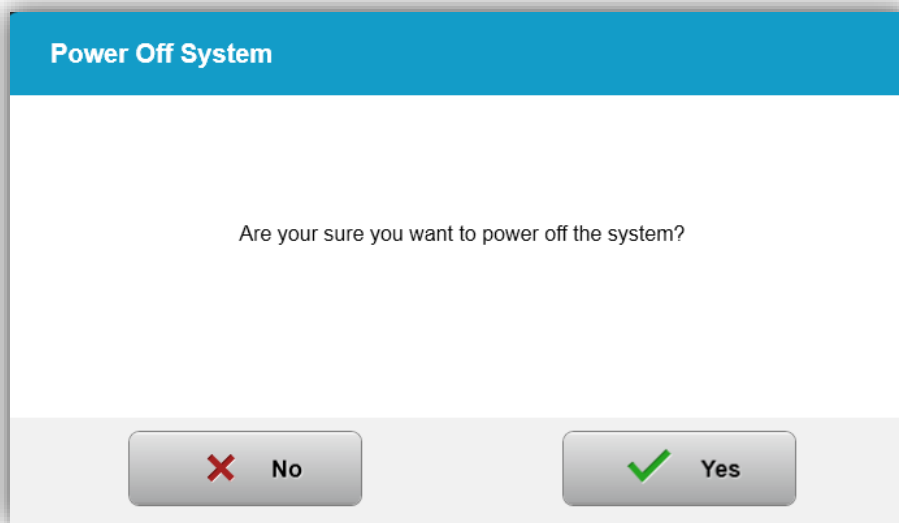 Power Off System
Are your sure you want to power off the system?
No
Yes